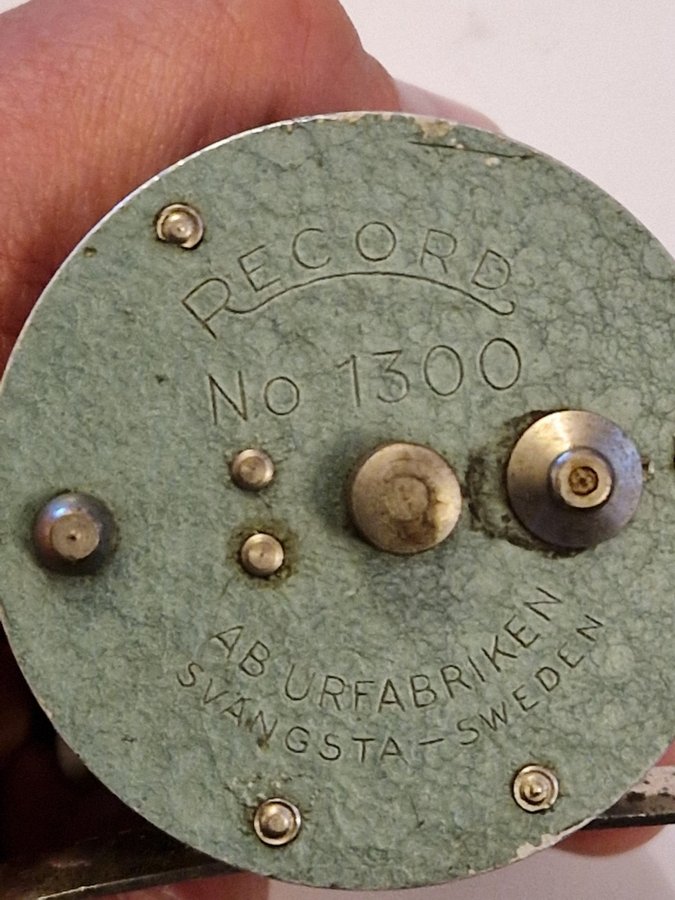 RECORD
No 1300
AB URFABRIKEN
SVÄNGSTA – SWEDEN